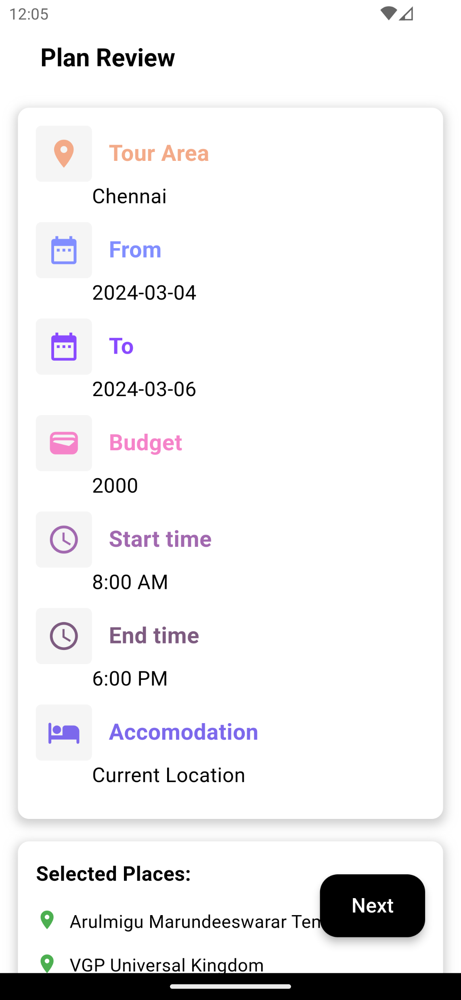 12:05
Plan Review
Tour Area
Chennai
From
2024-03-04
To
2024-03-06
Budget
2000
Start time
8:00 AM
End time
6:00 PM
Accomodation
Current Location
Selected Places:
Next
Arulmigu Marundeeswarar
VGP Universal Kingdom